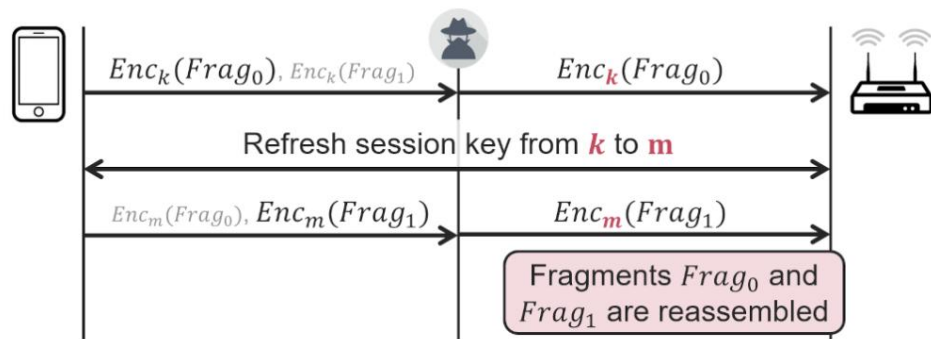 Enc_k(Frag_0), Enc_k(Frag_1) Enc_k(Frag_0)
Refresh session key from k to m
Enc_m(Frag_0), Enc_m(Frag_1) Enc_m(Frag_1)
Fragments Frag_0 and
Frag_1 are reassembled